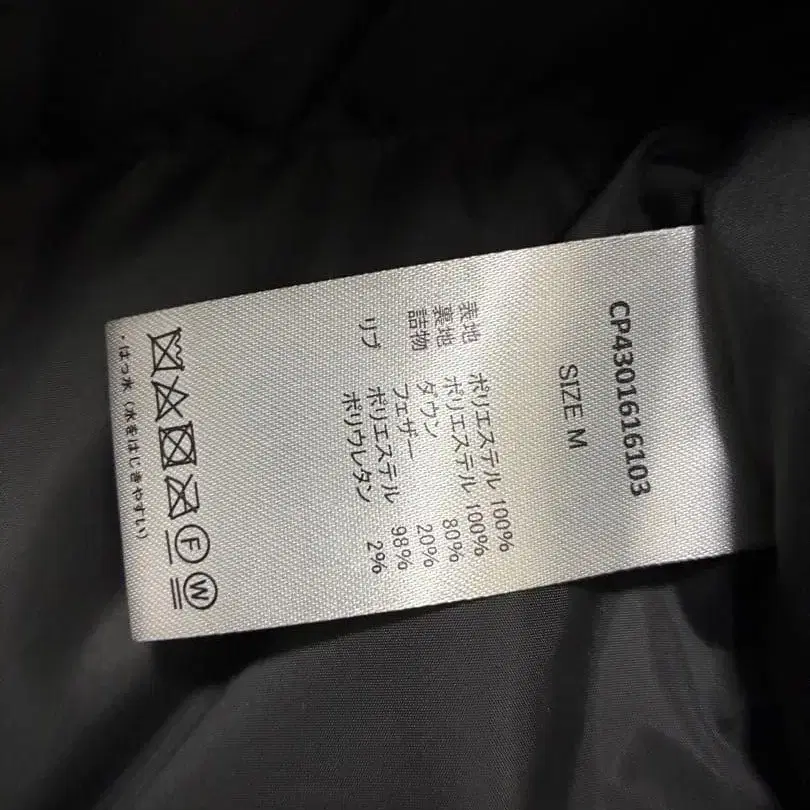 CP4301616103
SIZE M
表地 ポリエステル 100%
裏地 ポリエステル 100%
詰物 ダウン 80%
フェザー 20%
リブ ポリエステル 98%
ポリウレタン 2%
F W
・はっ水（水をはじきやすい）